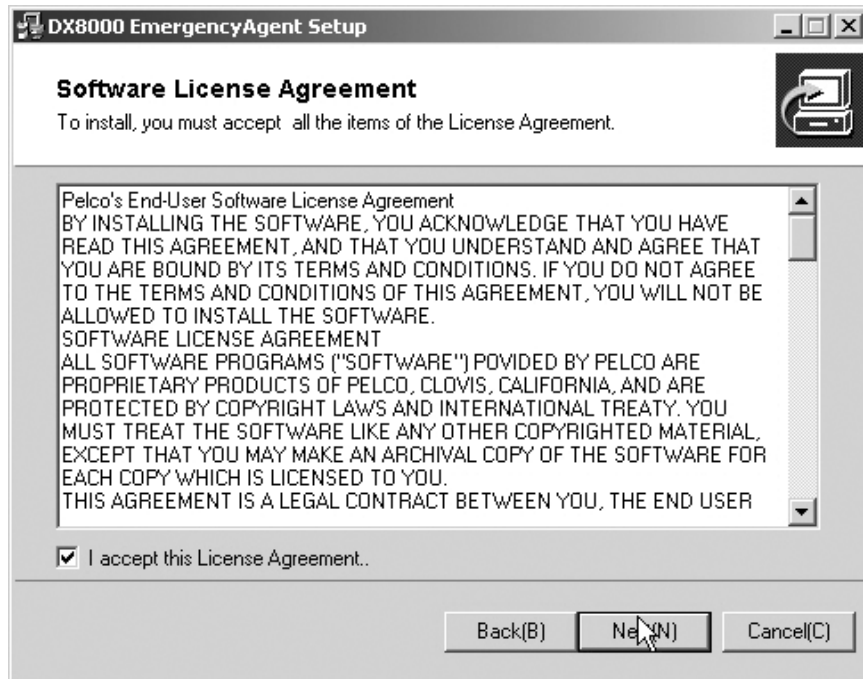 DX8000 EmergencyAgent Setup
Software License Agreement
To install, you must accept all the items of the License Agreement.
Pelco's End-User Software License Agreement
BY INSTALLING THE SOFTWARE, YOU ACKNOWLEDGE THAT YOU HAVE
READ THIS AGREEMENT, AND THAT YOU UNDERSTAND AND AGREE THAT
YOU ARE BOUND BY ITS TERMS AND CONDITIONS. IF YOU DO NOT AGREE
TO THE TERMS AND CONDITIONS OF THIS AGREEMENT, YOU WILL NOT BE
ALLOWED TO INSTALL THE SOFTWARE.
SOFTWARE LICENSE AGREEMENT
ALL SOFTWARE PROGRAMS ("SOFTWARE") POVIDED BY PELCO ARE
PROPRIETARY PRODUCTS OF PELCO, CLOVIS, CALIFORNIA, AND ARE
PROTECTED BY COPYRIGHT LAWS AND INTERNATIONAL TREATY. YOU
MUST TREAT THE SOFTWARE LIKE ANY OTHER COPYRIGHTED MATERIAL,
EXCEPT THAT YOU MAY MAKE AN ARCHIVAL COPY OF THE SOFTWARE FOR
EACH COPY WHICH IS LICENSED TO YOU.
THIS AGREEMENT IS A LEGAL CONTRACT BETWEEN YOU, THE END USER
I accept this License Agreement..
Back(B) Next(N) Cancel(C)